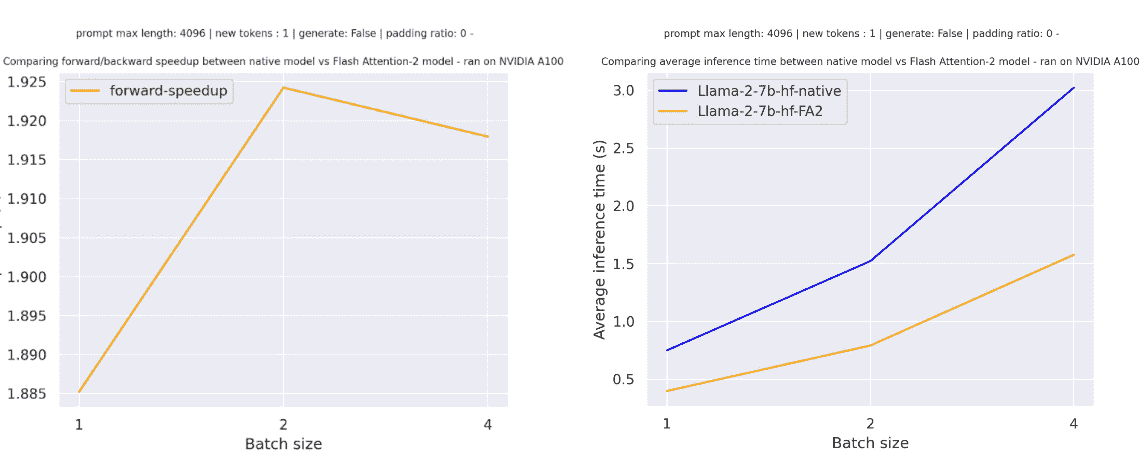 prompt max length: 4096 | new tokens : 1 | generate: False | padding ratio: 0 -
Comparing forward/backward speedup between native model vs Flash Attention-2 model - ran on NVIDIA A100
forward-speedup
1.925
1.920
1.915
1.910
1.905
1.900
1.895
1.890
1.885
1
2
4
Batch size
prompt max length: 4096 | new tokens : 1 | generate: False | padding ratio: 0 -
Comparing average inference time between native model vs Flash Attention-2 model - ran on NVIDIA A100
Llama-2-7b-hf-native
Llama-2-7b-hf-FA2
Average inference time (s)
3.0
2.5
2.0
1.5
1.0
0.5
1
2
4
Batch size